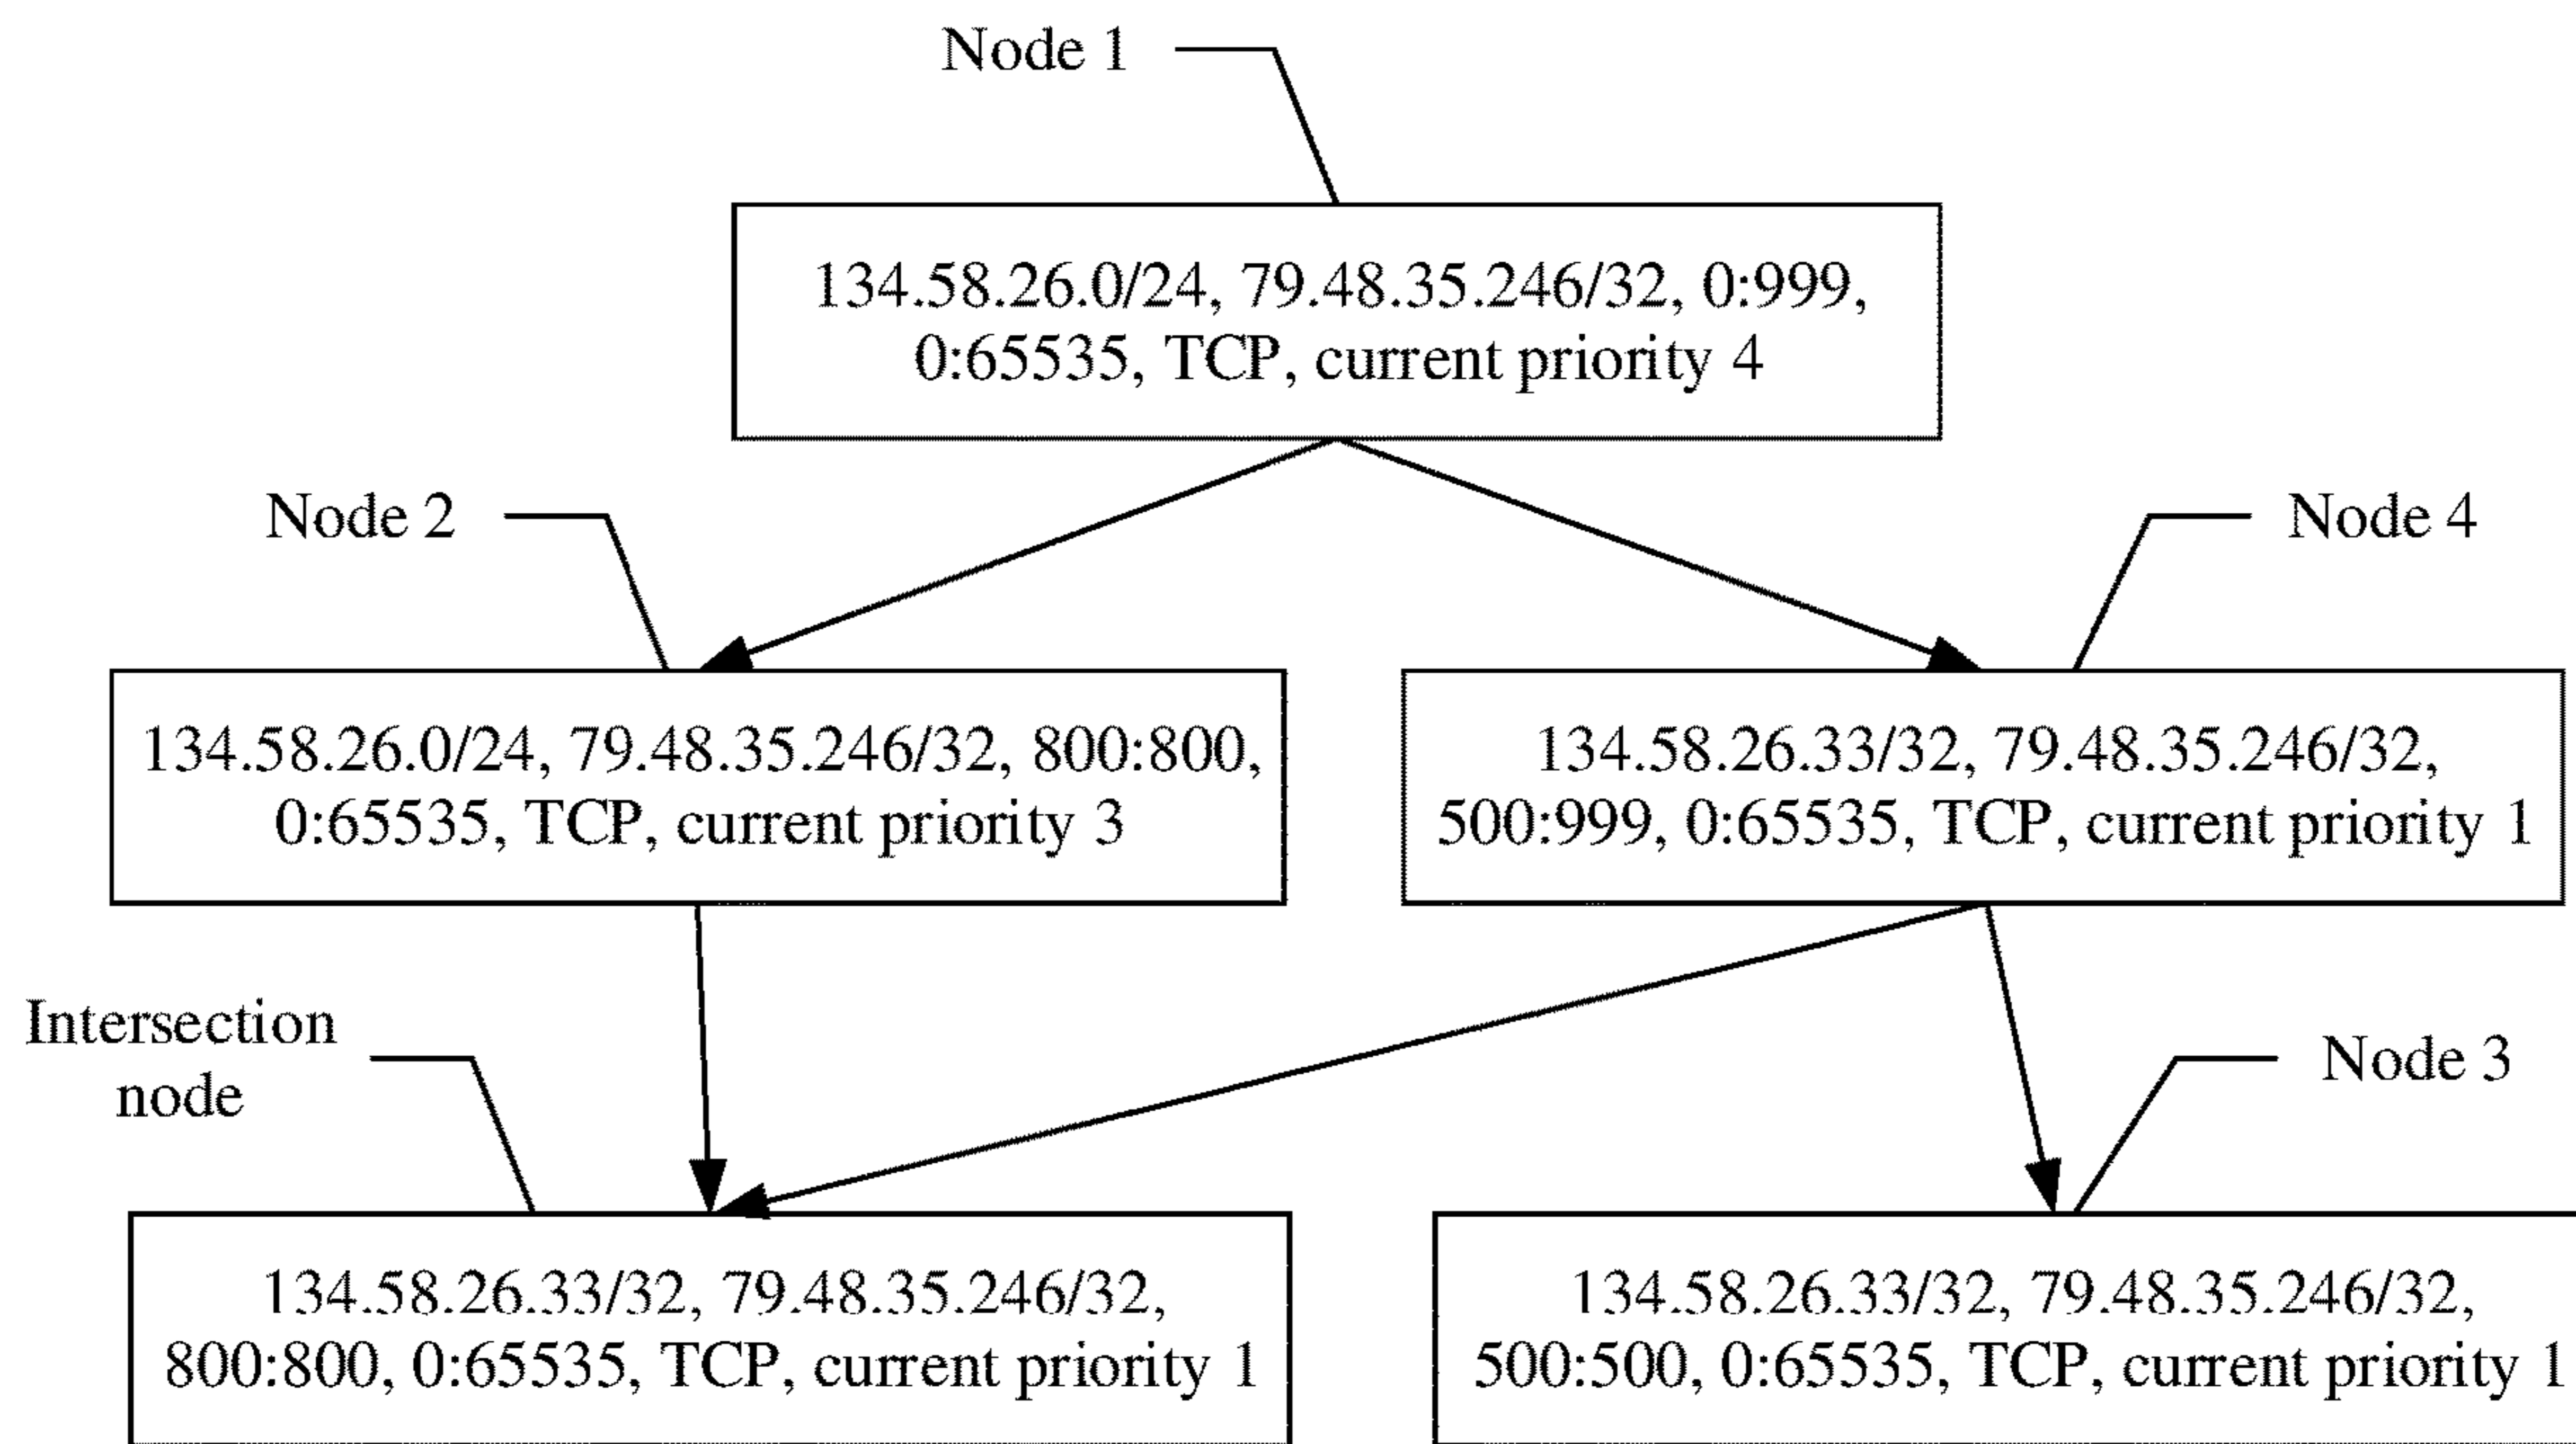 Node 1
134.58.26.0/24, 79.48.35.246/32, 0:999,
0:65535, TCP, current priority 4
Node 2
Node 4
134.58.26.0/24, 79.48.35.246/32, 800:800,
0:65535, TCP, current priority 3
134.58.26.33/32, 79.48.35.246/32,
500:999, 0:65535, TCP, current priority 1
Intersection
node
Node 3
134.58.26.33/32, 79.48.35.246/32,
800:800, 0:65535, TCP, current priority 1
134.58.26.33/32, 79.48.35.246/32,
500:500, 0:65535, TCP, current priority 1